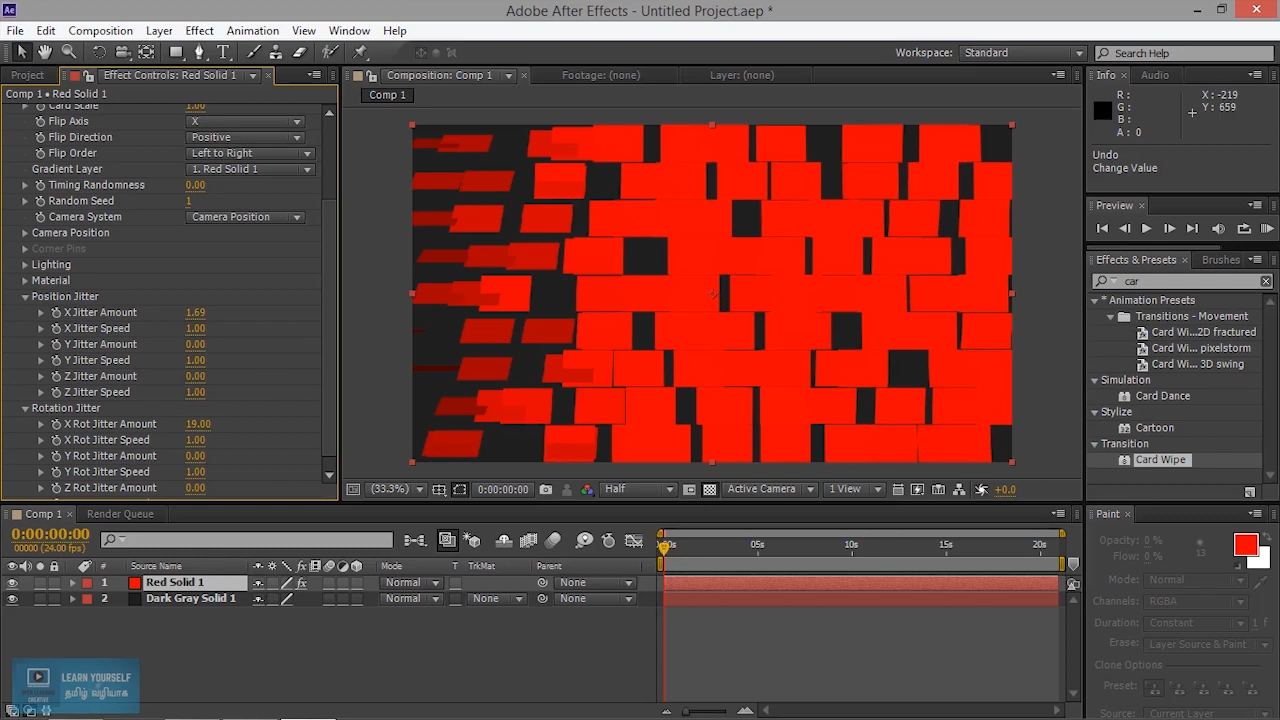 Adobe After Effects - Untitled Project.aep *
File Edit Composition Layer Effect Animation View Window Help
Workspace: Standard Search Help
Project Effect Controls: Red Solid 1 Composition: Comp 1 Footage: (none) Layer: (none) Info Audio
Comp 1 • Red Solid 1
Comp 1
R: X: -219
G: Y: 659
B:
A: 0
Undo
Change Value
Preview
Effects & Presets Brushes
car
* Animation Presets
Transitions - Movement
Card Wi...2D fractured
Card Wi... pixelstorm
Card Wi... 3D swing
Simulation
Card Dance
Stylize
Cartoon
Transition
Card Wipe
Card Scale 1.00
Flip Axis X
Flip Direction Positive
Flip Order Left to Right
Gradient Layer 1. Red Solid 1
Timing Randomness 0.00
Random Seed 1
Camera System Camera Position
Camera Position
Corner Pins
Lighting
Material
Position Jitter
X Jitter Amount 1.69
X Jitter Speed 1.00
Y Jitter Amount 0.00
Y Jitter Speed 1.00
Z Jitter Amount 0.00
Z Jitter Speed 1.00
Rotation Jitter
X Rot Jitter Amount 19.00
X Rot Jitter Speed 1.00
Y Rot Jitter Amount 0.00
Y Rot Jitter Speed 1.00
Z Rot Jitter Amount 0.00
(33.3%) 0:00:00:00 Half Active Camera 1 View +0.0
Comp 1 Render Queue
0:00:00:00
00000 (24.00 fps)
05s 10s 15s 20s
# Source Name Mode T TrkMat Parent
1 Red Solid 1 Normal None
2 Dark Gray Solid 1 Normal None None
Paint
Opacity: 0 %
Flow: 0 %
13
Mode: Normal
Channels: RGBA
Duration: Constant 1 f
Erase: Layer Source & Paint
Clone Options
Preset:
Source: Current Layer
LEARN YOURSELF
தமிழ் வழியாக
CREATIVE